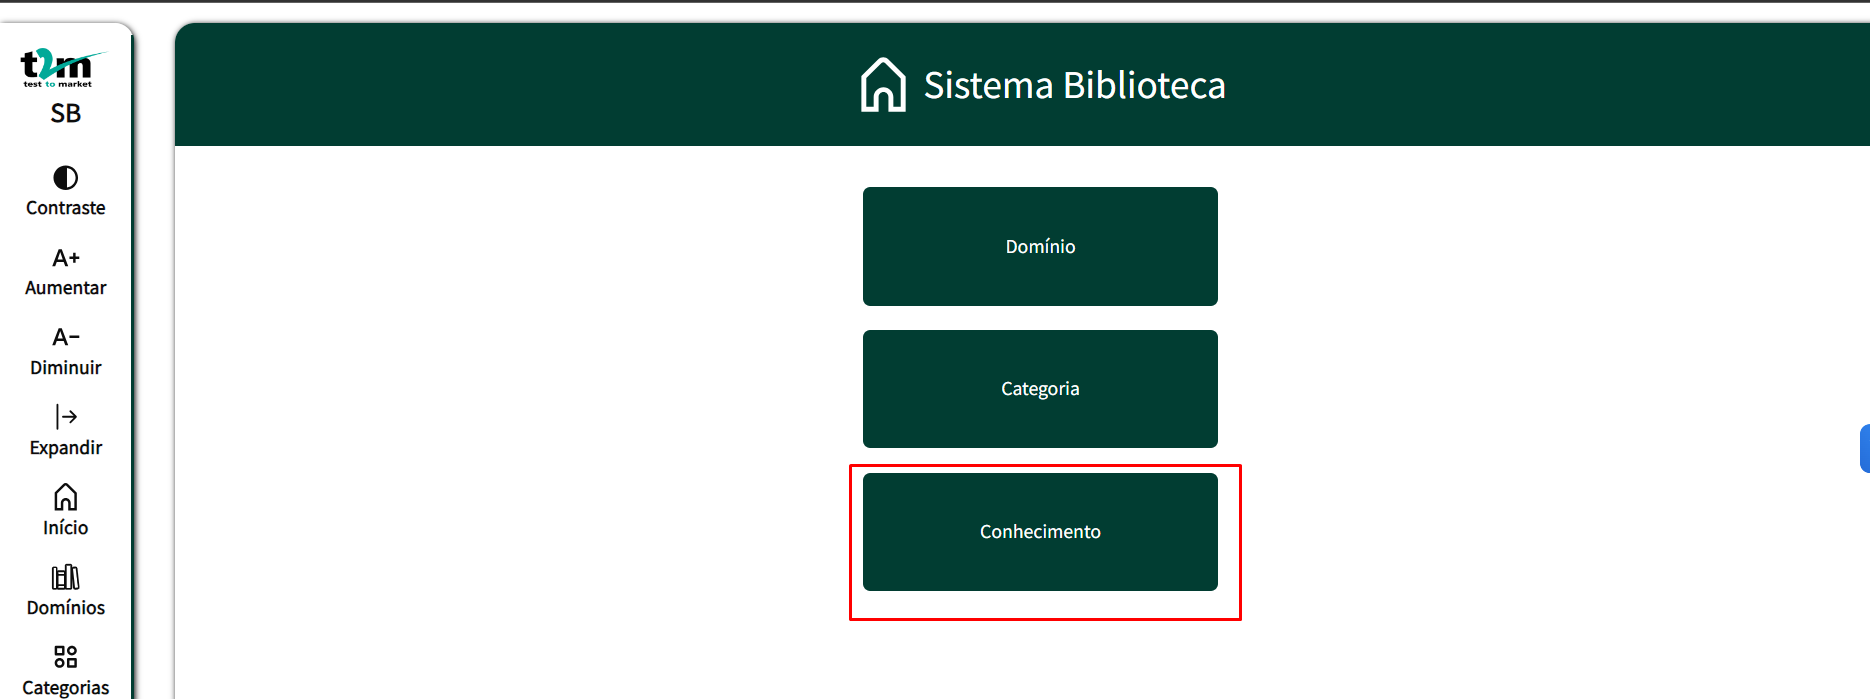 t2m
test to market
SB
Contraste
A+
Aumentar
A-
Diminuir
Expandir
Início
Domínios
Categorias
Sistema Biblioteca
Domínio
Categoria
Conhecimento